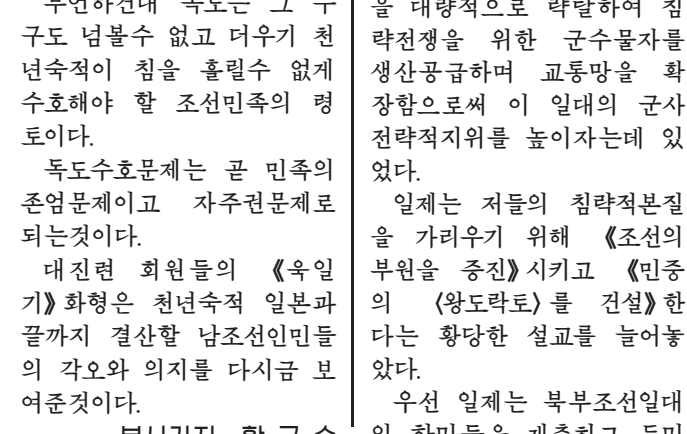 구도 넘볼수 없고 더우기 천
년숙적이 침을 흘릴수 없게
수호해야 할 조선민족의 령
토이다.
독도수호문제는 곧 민족의
존엄문제이고 자주권문제로
되는것이다.
대진련 회원들의 《욱일
기》화형은 천년숙적 일본과
끝까지 결산할 남조선인민들
의 각오와 의지를 다시금 보
여준것이다.
을 대량적으로 략탈하여 침
략전쟁을 위한 군수물자를
생산공급하며 교통망을 확
장함으로써 이 일대의 군사
전략적지위를 높이자는데 있
었다.
일제는 저들의 침략적본질
을 가리우기 위해 《조선의
부원을 증진》시키고 《민중
의 〈왕도락토〉를 건설》한
다는 황당한 설교를 늘어놓
았다.
우선 일제는 북부조선일대